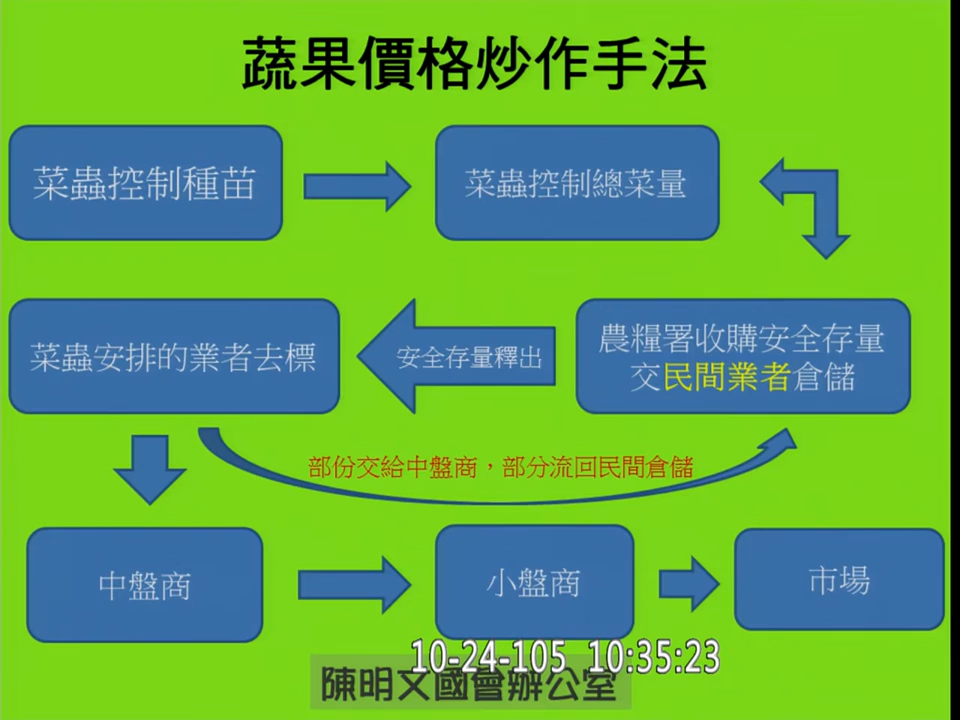 蔬果價格炒作手法
菜蟲控制種苗
菜蟲控制總菜量
菜蟲安排的業者去標
安全存量釋出
農糧署收購安全存量
交民間業者倉儲
部份交給中盤商，部分流回民間倉儲
中盤商
小盤商
市場
10-24-105 10:35:23
陳明文國會辦公室